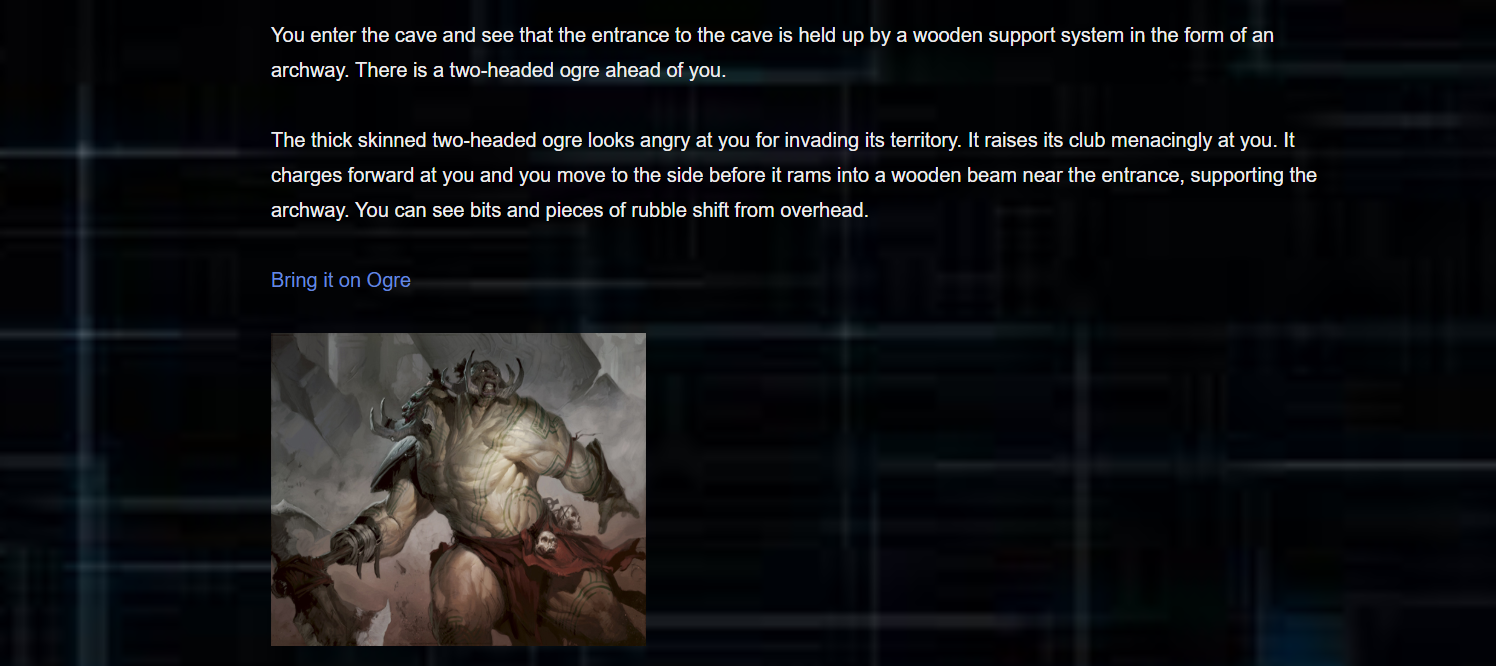 You enter the cave and see that the entrance to the cave is held up by a wooden support system in the form of an
archway. There is a two-headed ogre ahead of you.
The thick skinned two-headed ogre looks angry at you for invading its territory. It raises its club menacingly at you. It
charges forward at you and you move to the side before it rams into a wooden beam near the entrance, supporting the
archway. You can see bits and pieces of rubble shift from overhead.
Bring it on Ogre